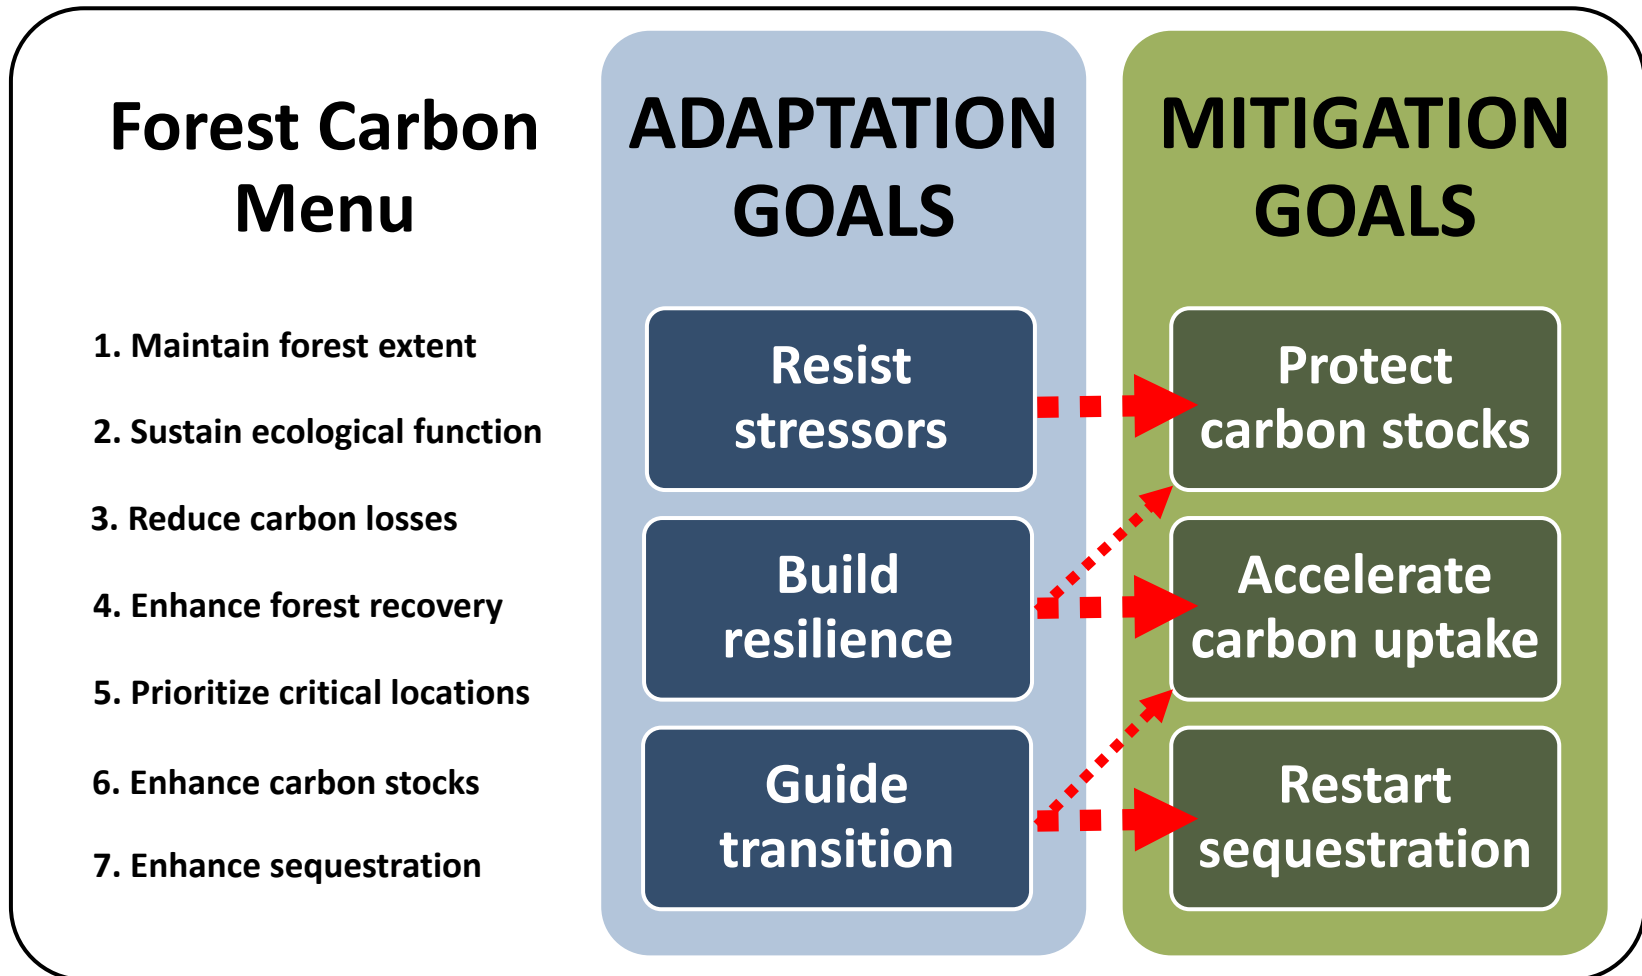 Forest Carbon
Menu
1. Maintain forest extent
2. Sustain ecological function
3. Reduce carbon losses
4. Enhance forest recovery
5. Prioritize critical locations
6. Enhance carbon stocks
7. Enhance sequestration
ADAPTATION
GOALS
Resist
stressors
Build
resilience
Guide
transition
MITIGATION
GOALS
Protect
carbon stocks
Accelerate
carbon uptake
Restart
sequestration